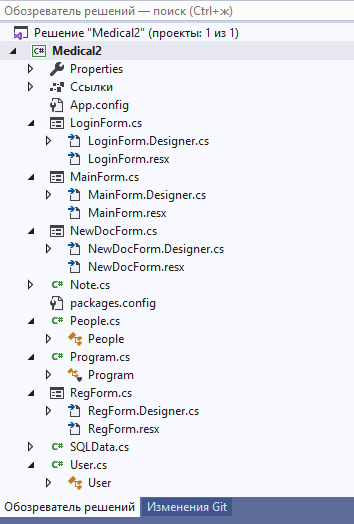 Обозреватель решений — поиск (Ctrl+ж)
Решение "Medical2" (проекты: 1 из 1)
C# Medical2
Properties
Ссылки
App.config
LoginForm.cs
LoginForm.Designer.cs
LoginForm.resx
MainForm.cs
MainForm.Designer.cs
MainForm.resx
NewDocForm.cs
NewDocForm.Designer.cs
NewDocForm.resx
C# Note.cs
packages.config
C# People.cs
People
C# Program.cs
Program
RegForm.cs
RegForm.Designer.cs
RegForm.resx
C# SQLData.cs
C# User.cs
User
Обозреватель решений Изменения Git